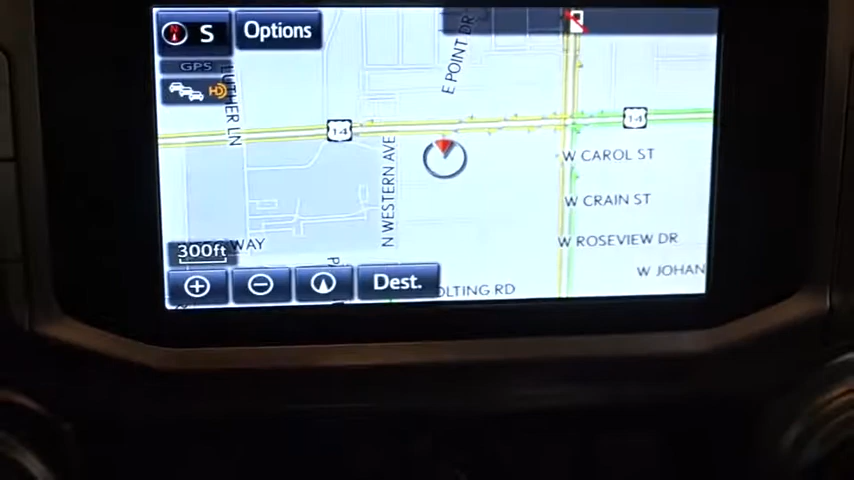 N
S
Options
GPS
HD
LUTHER LN
E POINT DR
14
14
N WESTERN AVE
W CAROL ST
W CRAIN ST
W ROSEVIEW DR
W JOHAN
WAY
300ft
Dest.
OLTING RD